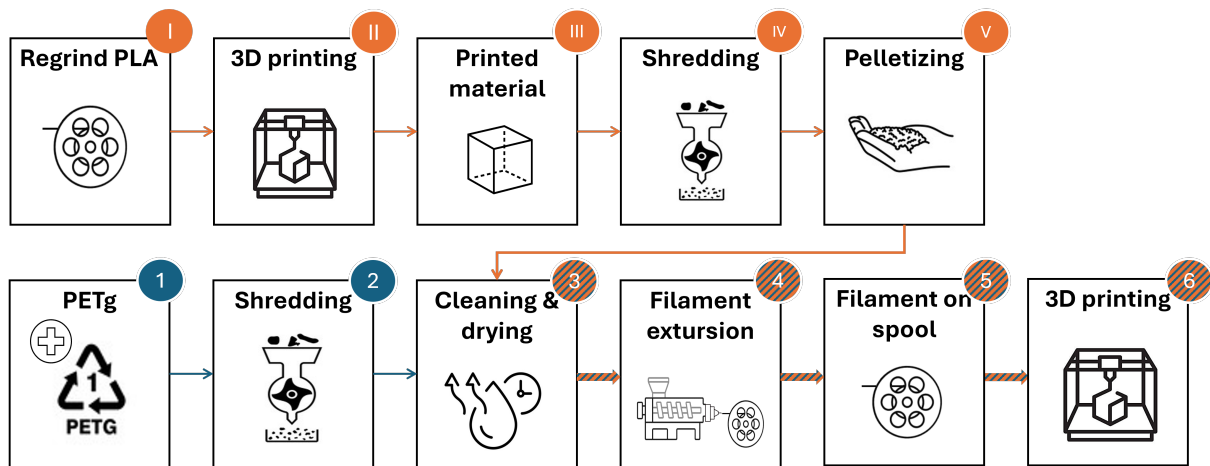 I
Regrind PLA
II
3D printing
III
Printed
material
IV
Shredding
V
Pelletizing
1
PETg
1
PETG
2
Shredding
3
Cleaning &
drying
4
Filament
extursion
5
Filament on
spool
6
3D printing